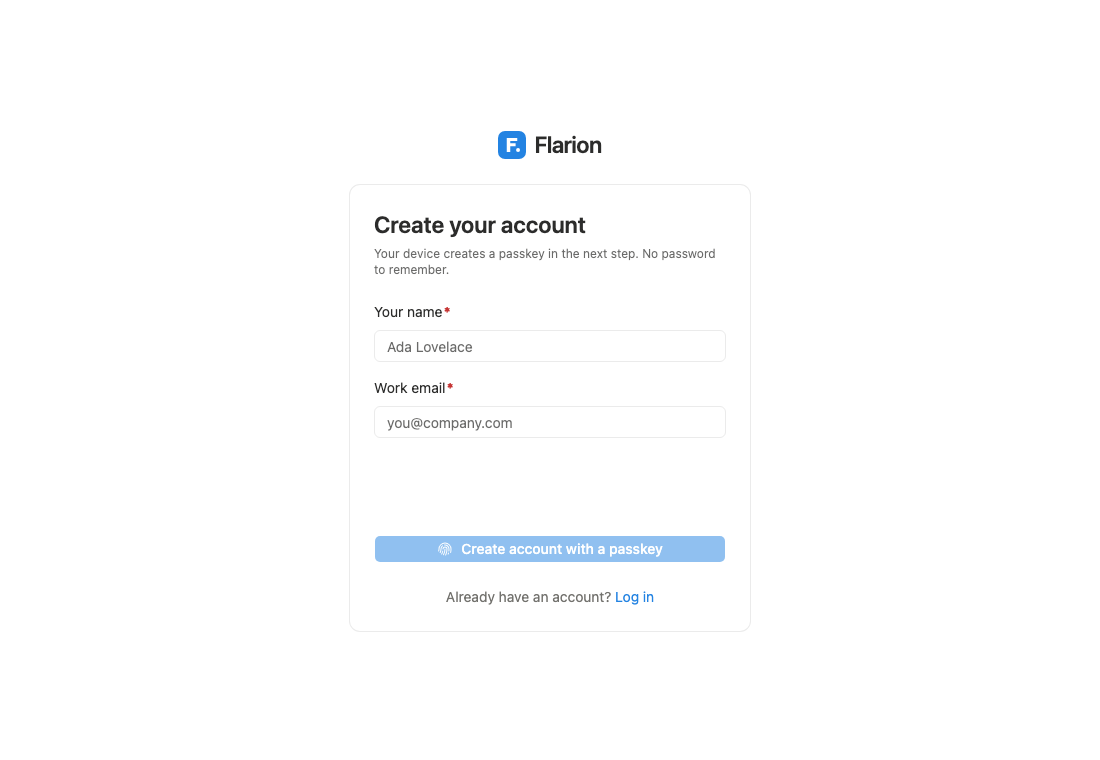 F. Flarion
Create your account
Your device creates a passkey in the next step. No password
to remember.
Your name*
Ada Lovelace
Work email*
you@company.com
Create account with a passkey
Already have an account? Log in